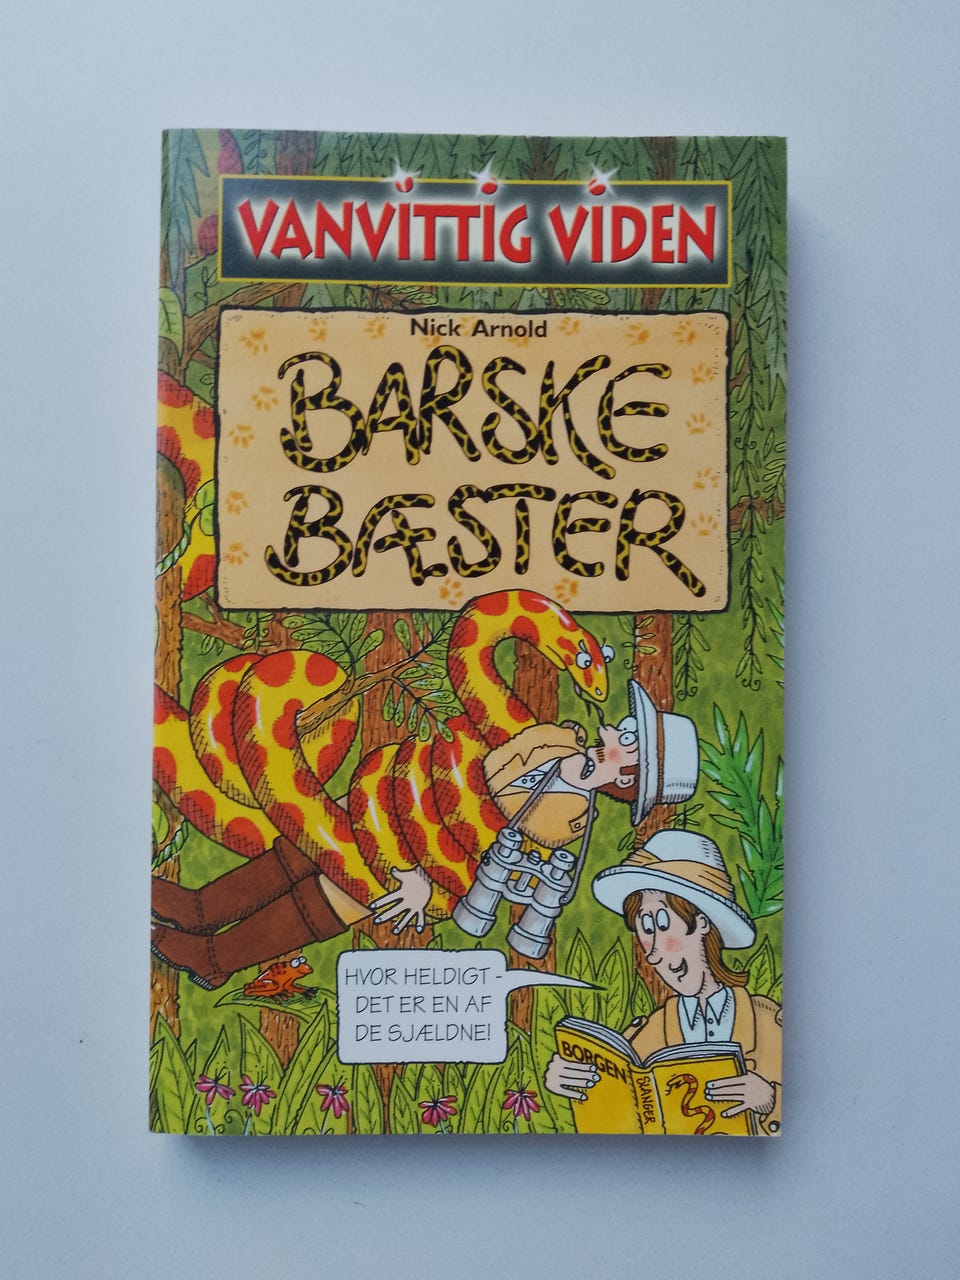 VANVITTIG VIDEN
Nick Arnold
BARSKE
BÆSTER
HVOR HELDIGT -
DET ER EN AF
DE SJÆLDNE!
BORGEN
SLANGER